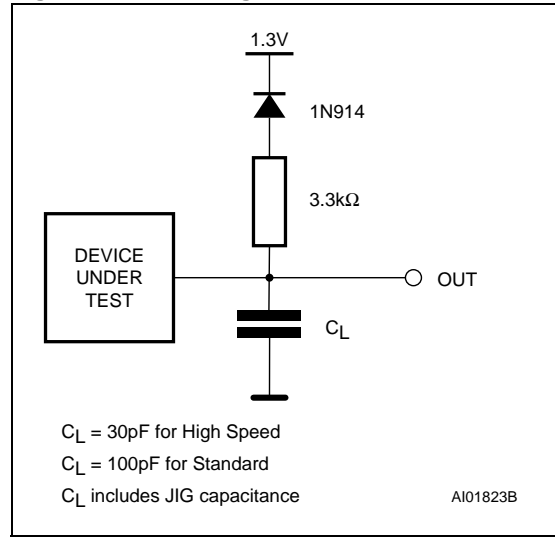 1.3V
1N914
3.3kΩ
DEVICE
UNDER
TEST
OUT
CL
CL = 30pF for High Speed
CL = 100pF for Standard
CL includes JIG capacitance
AI01823B